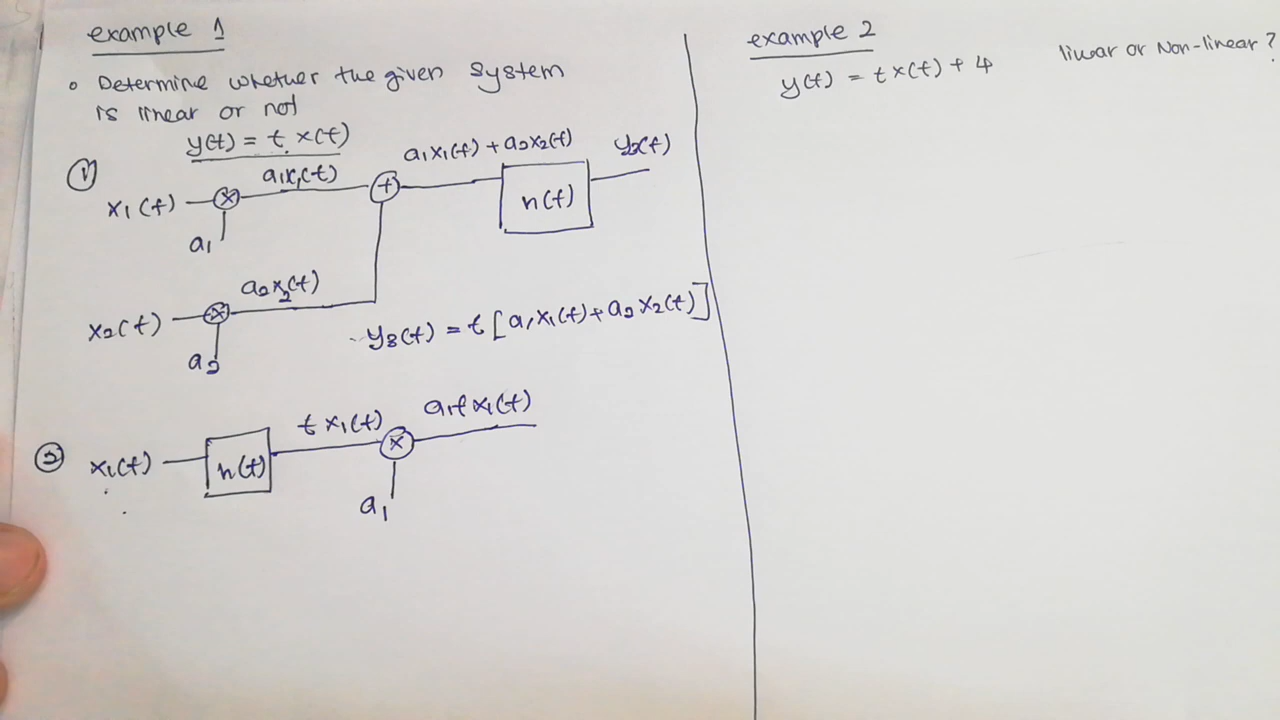 example 1
• Determine whether the given system
is linear or not
y(t) = t. x(t)
①
x1(t)
a1
a1x1(t)
a1x1(t) + a2x2(t)
h(t)
y3(t)
x2(t)
a2
a2x2(t)
y3(t) = t [a1x1(t) + a2x2(t)]
②
x1(t)
h(t)
t x1(t)
a1
a1t x1(t)
example 2
y(t) = t x(t) + 4
linear or Non-linear?